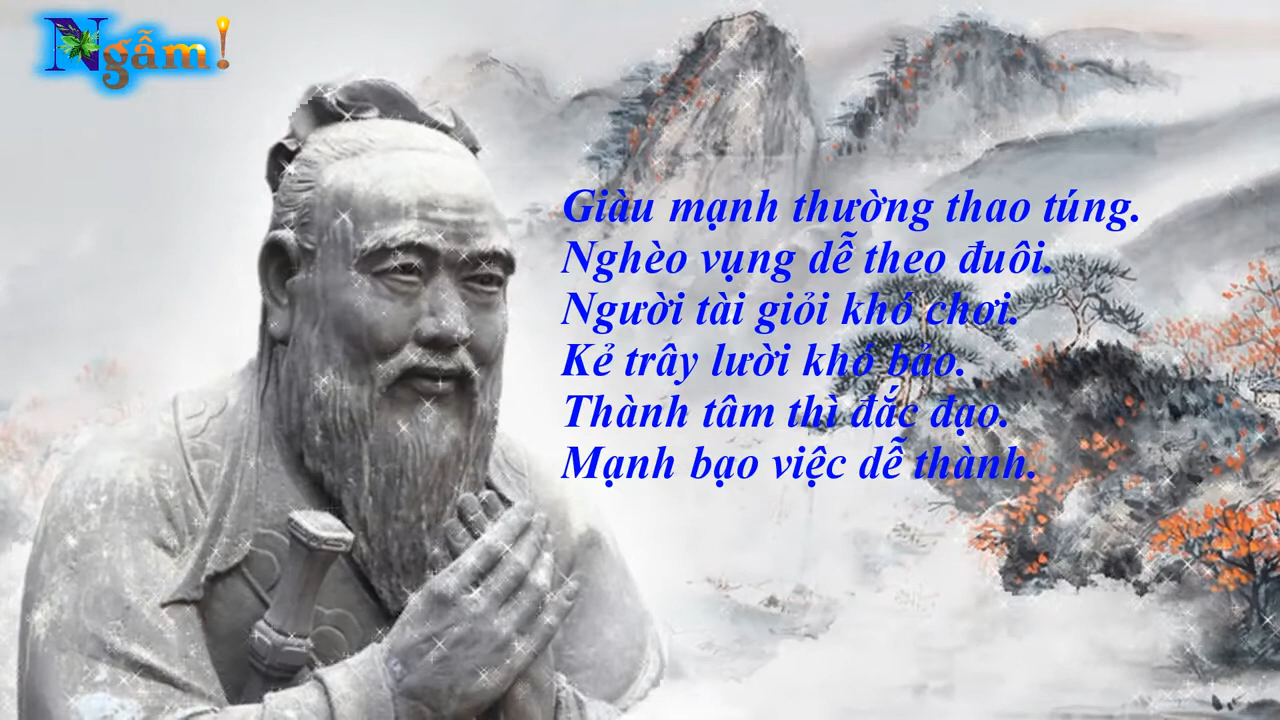 Ngẫm!
Giàu mạnh thường thao túng.
Nghèo vụng dễ theo đuôi.
Người tài giỏi khó chơi.
Kẻ trây lười khó bảo.
Thành tâm thì đắc đạo.
Mạnh bạo việc dễ thành.